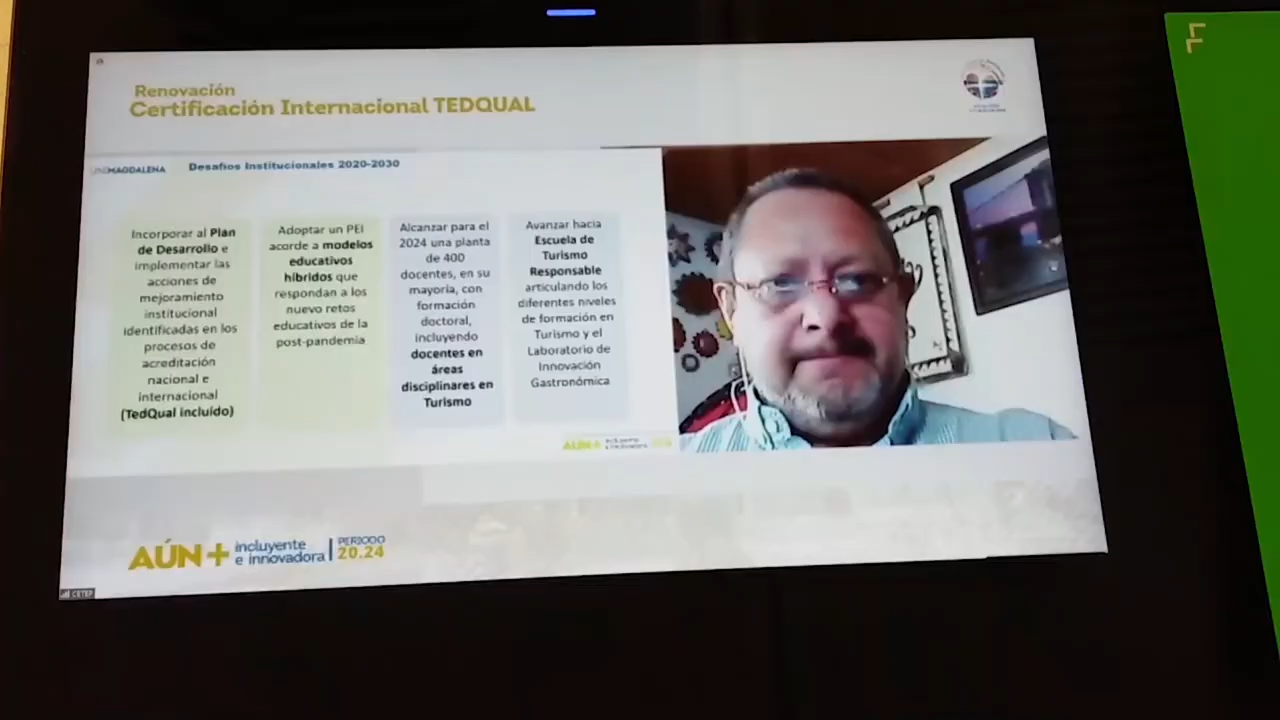 Renovación
Certificación Internacional TEDQUAL
UNIMAGDALENA
Desafíos Institucionales 2020-2030
Incorporar al Plan
de Desarrollo e
implementar las
acciones de
mejoramiento
institucional
identificadas en los
procesos de
acreditación
nacional e
internacional
(TedQual incluído)
Adoptar un PEI
acorde a modelos
educativos
híbridos que
respondan a los
nuevo retos
educativos de la
post-pandemia
Alcanzar para el
2024 una planta
de 400
docentes, en su
mayoría, con
formación
doctoral,
incluyendo
docentes en
áreas
disciplinares en
Turismo
Avanzar hacia
Escuela de
Turismo
Responsable
articulando los
diferentes niveles
de formación en
Turismo y el
Laboratorio de
Innovación
Gastronómica
AÚN+
AÚN+
incluyente
e innovadora
PERIODO
20.24
CETEP